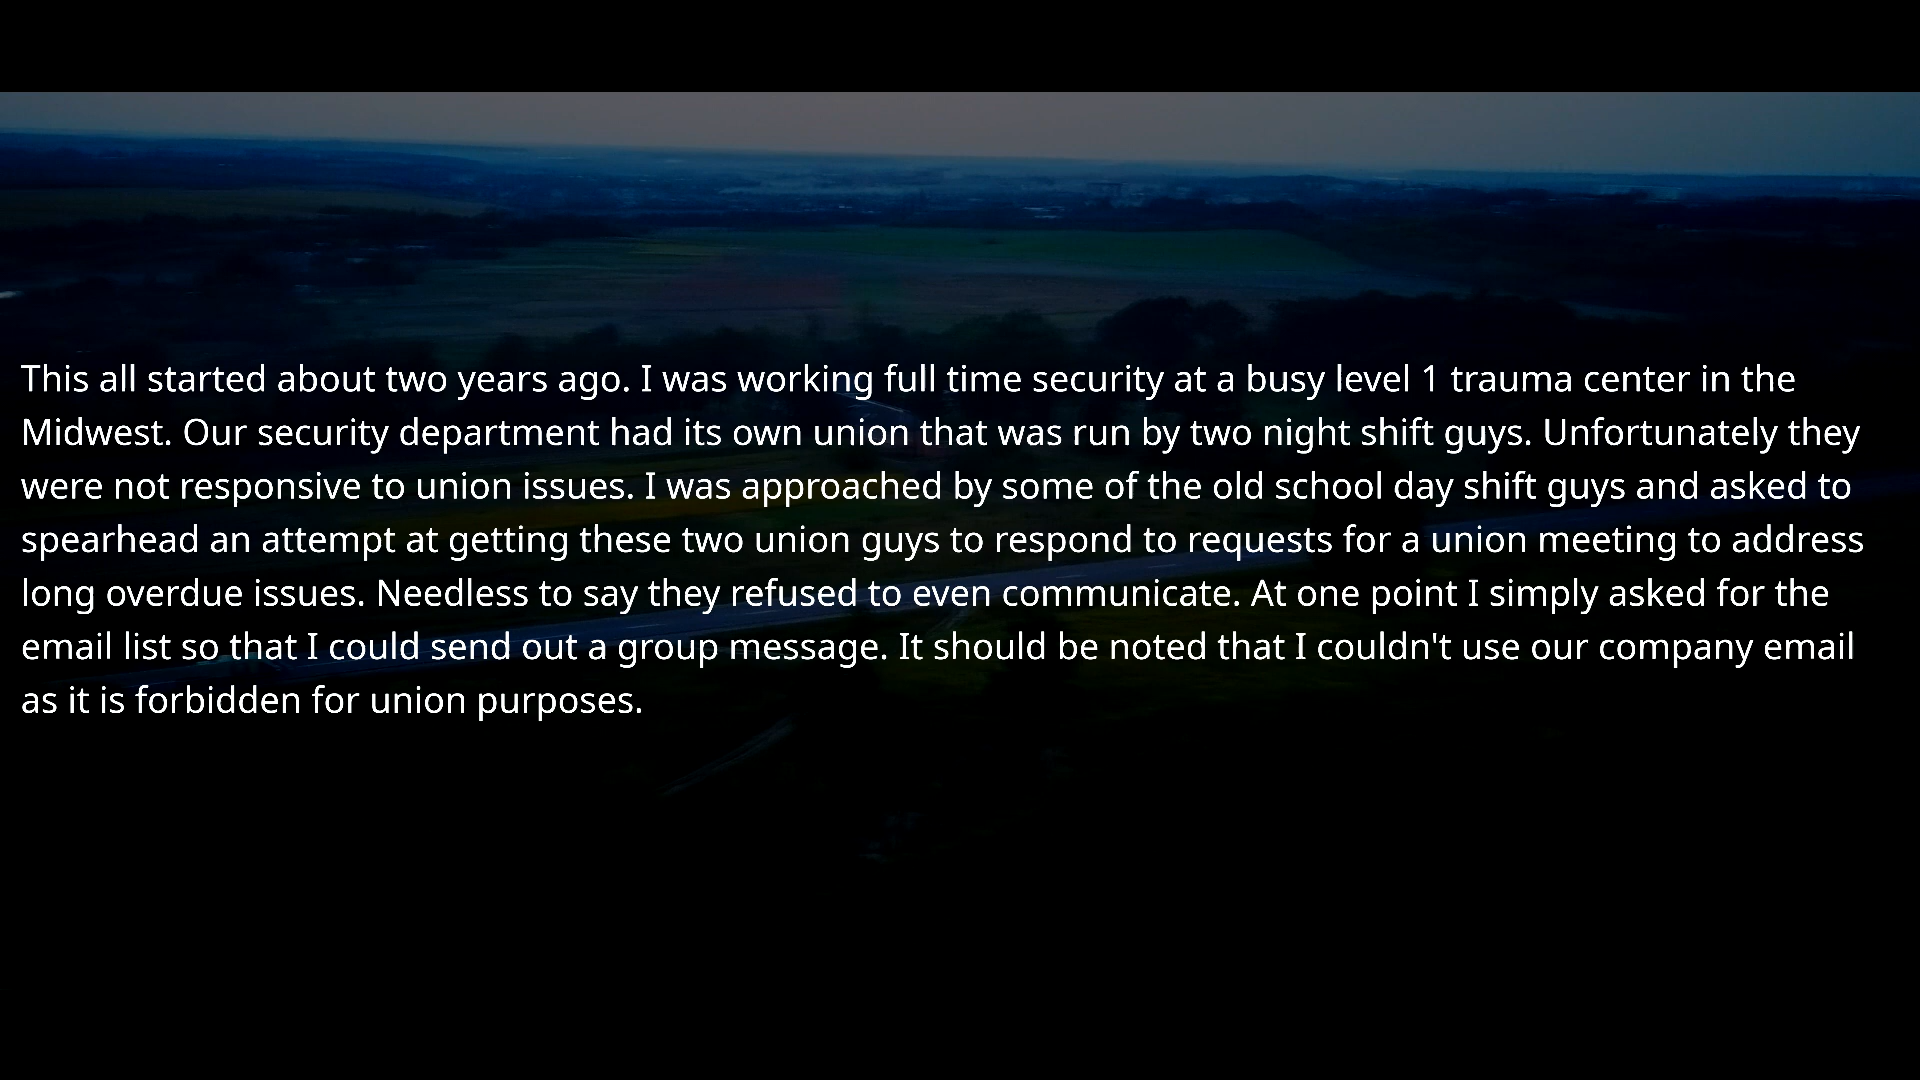 This all started about two years ago. I was working full time security at a busy level 1 trauma center in the
Midwest. Our security department had its own union that was run by two night shift guys. Unfortunately they
were not responsive to union issues. I was approached by some of the old school day shift guys and asked to
spearhead an attempt at getting these two union guys to respond to requests for a union meeting to address
long overdue issues. Needless to say they refused to even communicate. At one point I simply asked for the
email list so that I could send out a group message. It should be noted that I couldn't use our company email
as it is forbidden for union purposes.